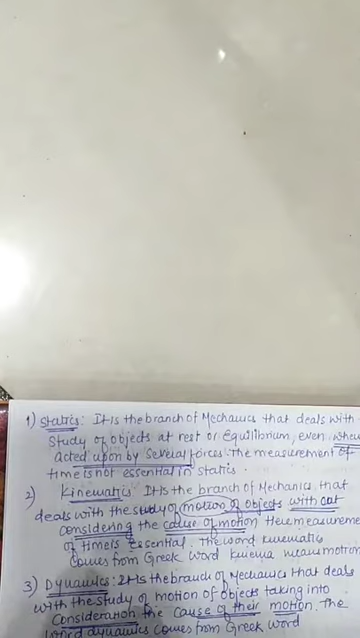 1) Statics: It is the branch of Mechanics that deals with
study of objects at rest or Equilibrium, even when
acted upon by Several forces. The measurement of
time is not essential in statics.
2) Kinematics: It is the branch of Mechanics that
deals with the study of motion of objects with out
considering the cause of motion Here measurement
of time is Essential. The word kinematic
Comes from Greek word kinema means motion
3) Dynamics: It is the branch of Mechanics that deals
with the study of motion of objects taking into
Consideration the Cause of their motion. The
word dynamics comes from Greek word